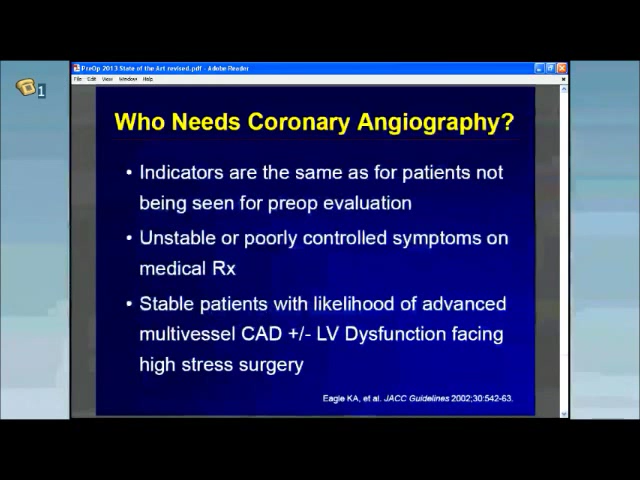 PreOp 2013 State of the Art revised.pdf - Adobe Reader
File Edit View Window Help
1
Who Needs Coronary Angiography?
• Indicators are the same as for patients not
being seen for preop evaluation
• Unstable or poorly controlled symptoms on
medical Rx
• Stable patients with likelihood of advanced
multivessel CAD +/- LV Dysfunction facing
high stress surgery
Eagle KA, et al. JACC Guidelines 2002;30:542-63.